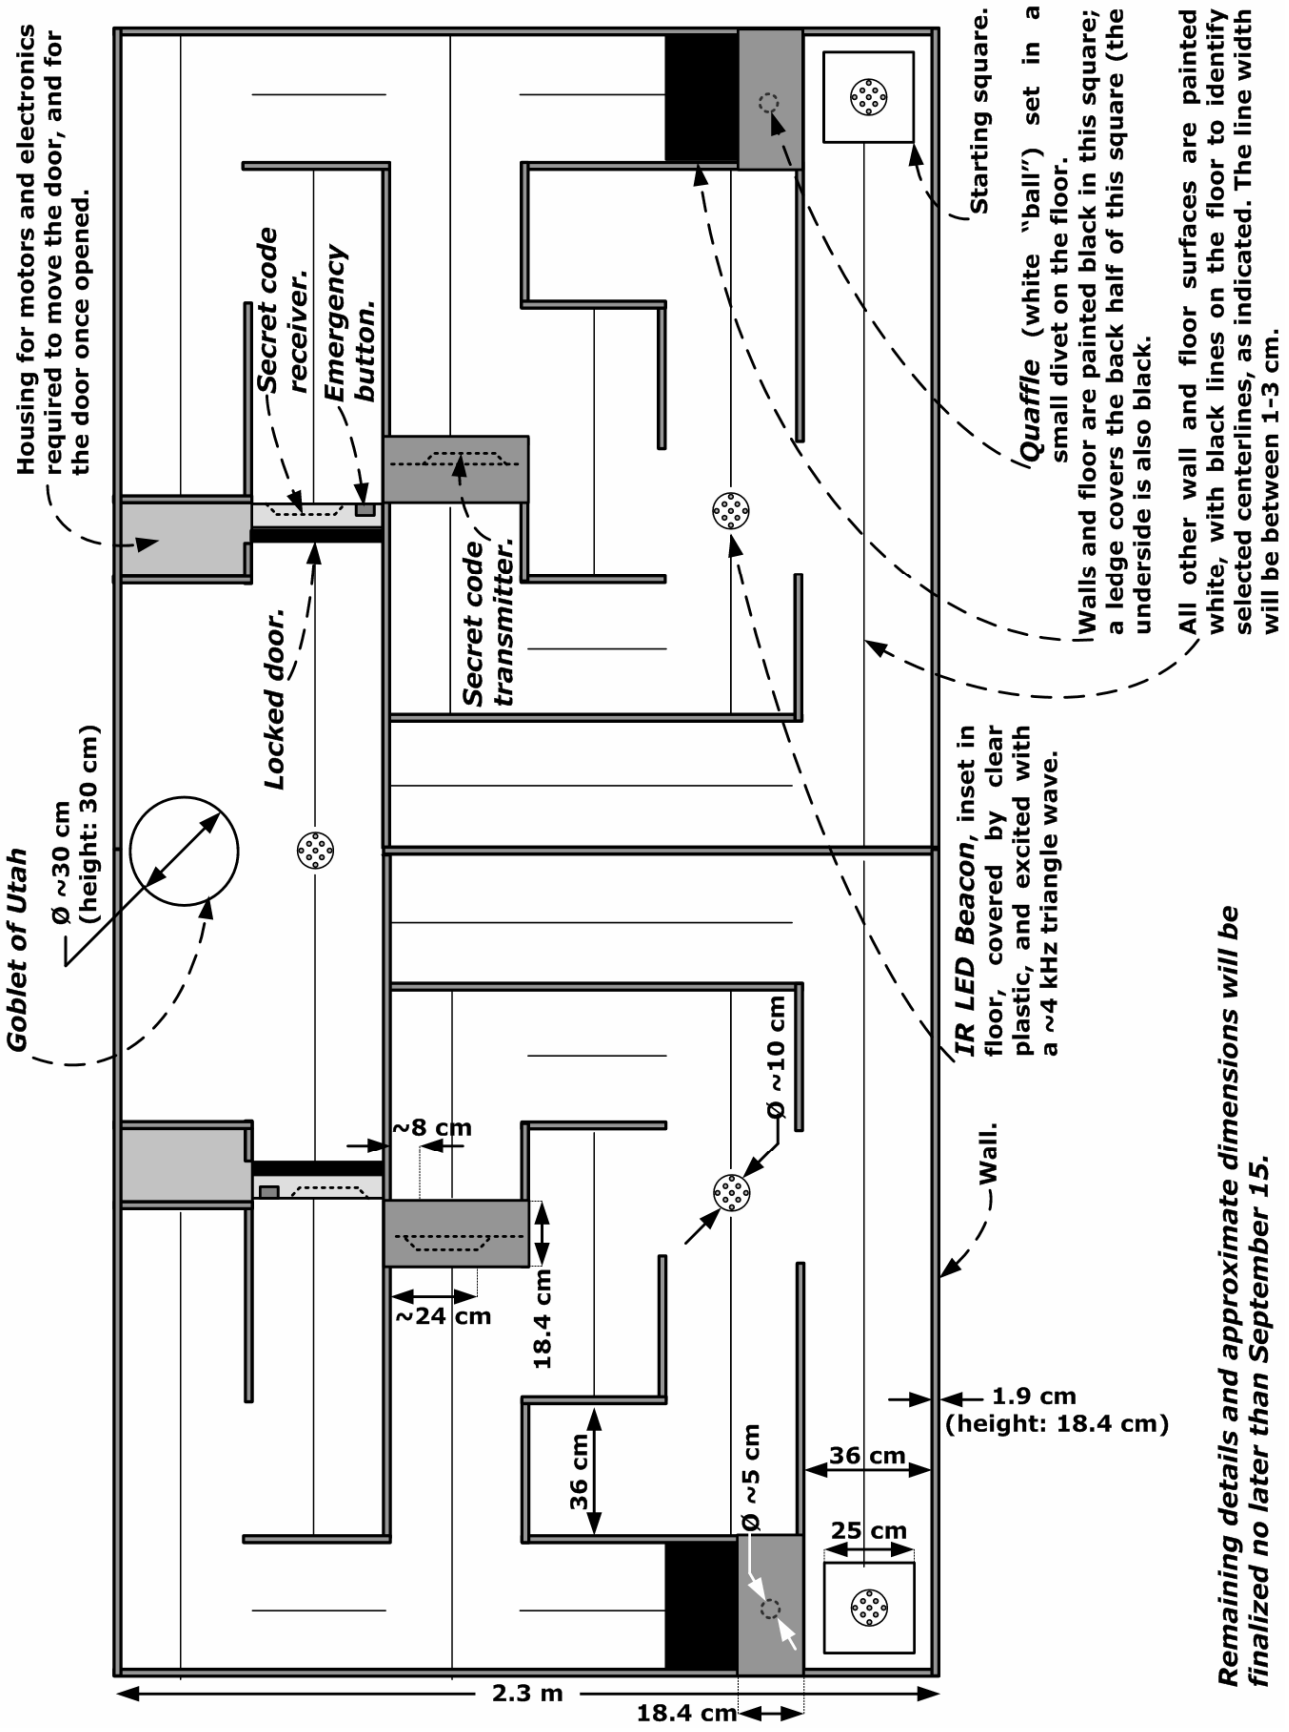 Housing for motors and electronics
required to move the door, and for
the door once opened.
Secret code
receiver.
Emergency
button.
Locked door.
Secret code
transmitter.
Goblet of Utah
Ø ~30 cm
(height: 30 cm)
Starting square.
Quaffle (white “ball”) set in a
small divet on the floor.
Walls and floor are painted black in this square;
a ledge covers the back half of this square (the
underside is also black.
All other wall and floor surfaces are painted
white, with black lines on the floor to identify
selected centerlines, as indicated. The line width
will be between 1-3 cm.
IR LED Beacon, inset in
floor, covered by clear
plastic, and excited with
a ~4 kHz triangle wave.
~8 cm
Ø ~10 cm
Wall.
~24 cm
18.4 cm
36 cm
Ø ~5 cm
1.9 cm
(height: 18.4 cm)
36 cm
25 cm
2.3 m
18.4 cm
Remaining details and approximate dimensions will be
finalized no later than September 15.